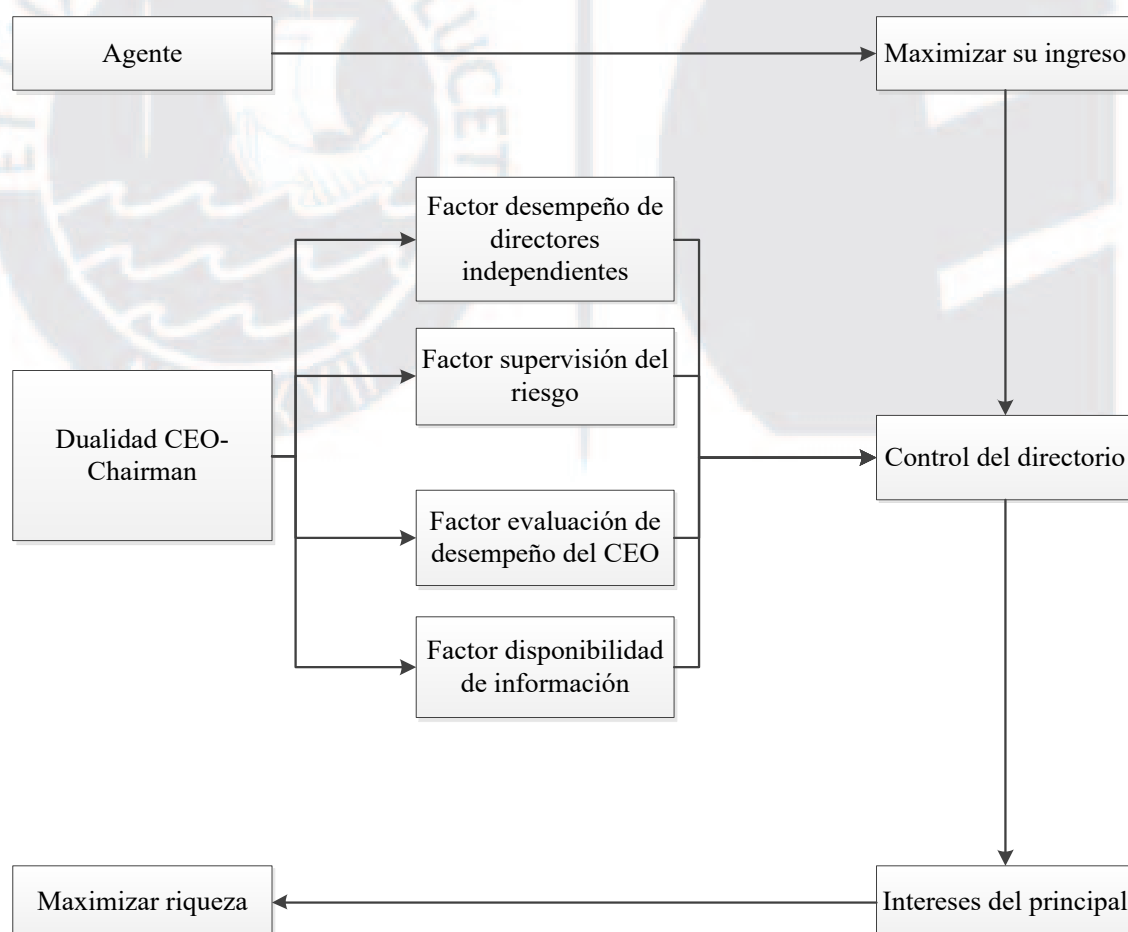 Agente
Maximizar su ingreso
Factor desempeño de
directores
independientes
Factor supervisión del
riesgo
Dualidad CEO-
Chairman
Control del directorio
Factor evaluación de
desempeño del CEO
Factor disponibilidad
de información
Maximizar riqueza
Intereses del principal